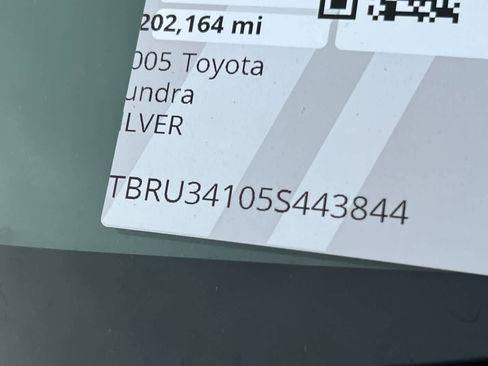 202,164 mi
005 Toyota
undra
LVER
TBRU34105S443844